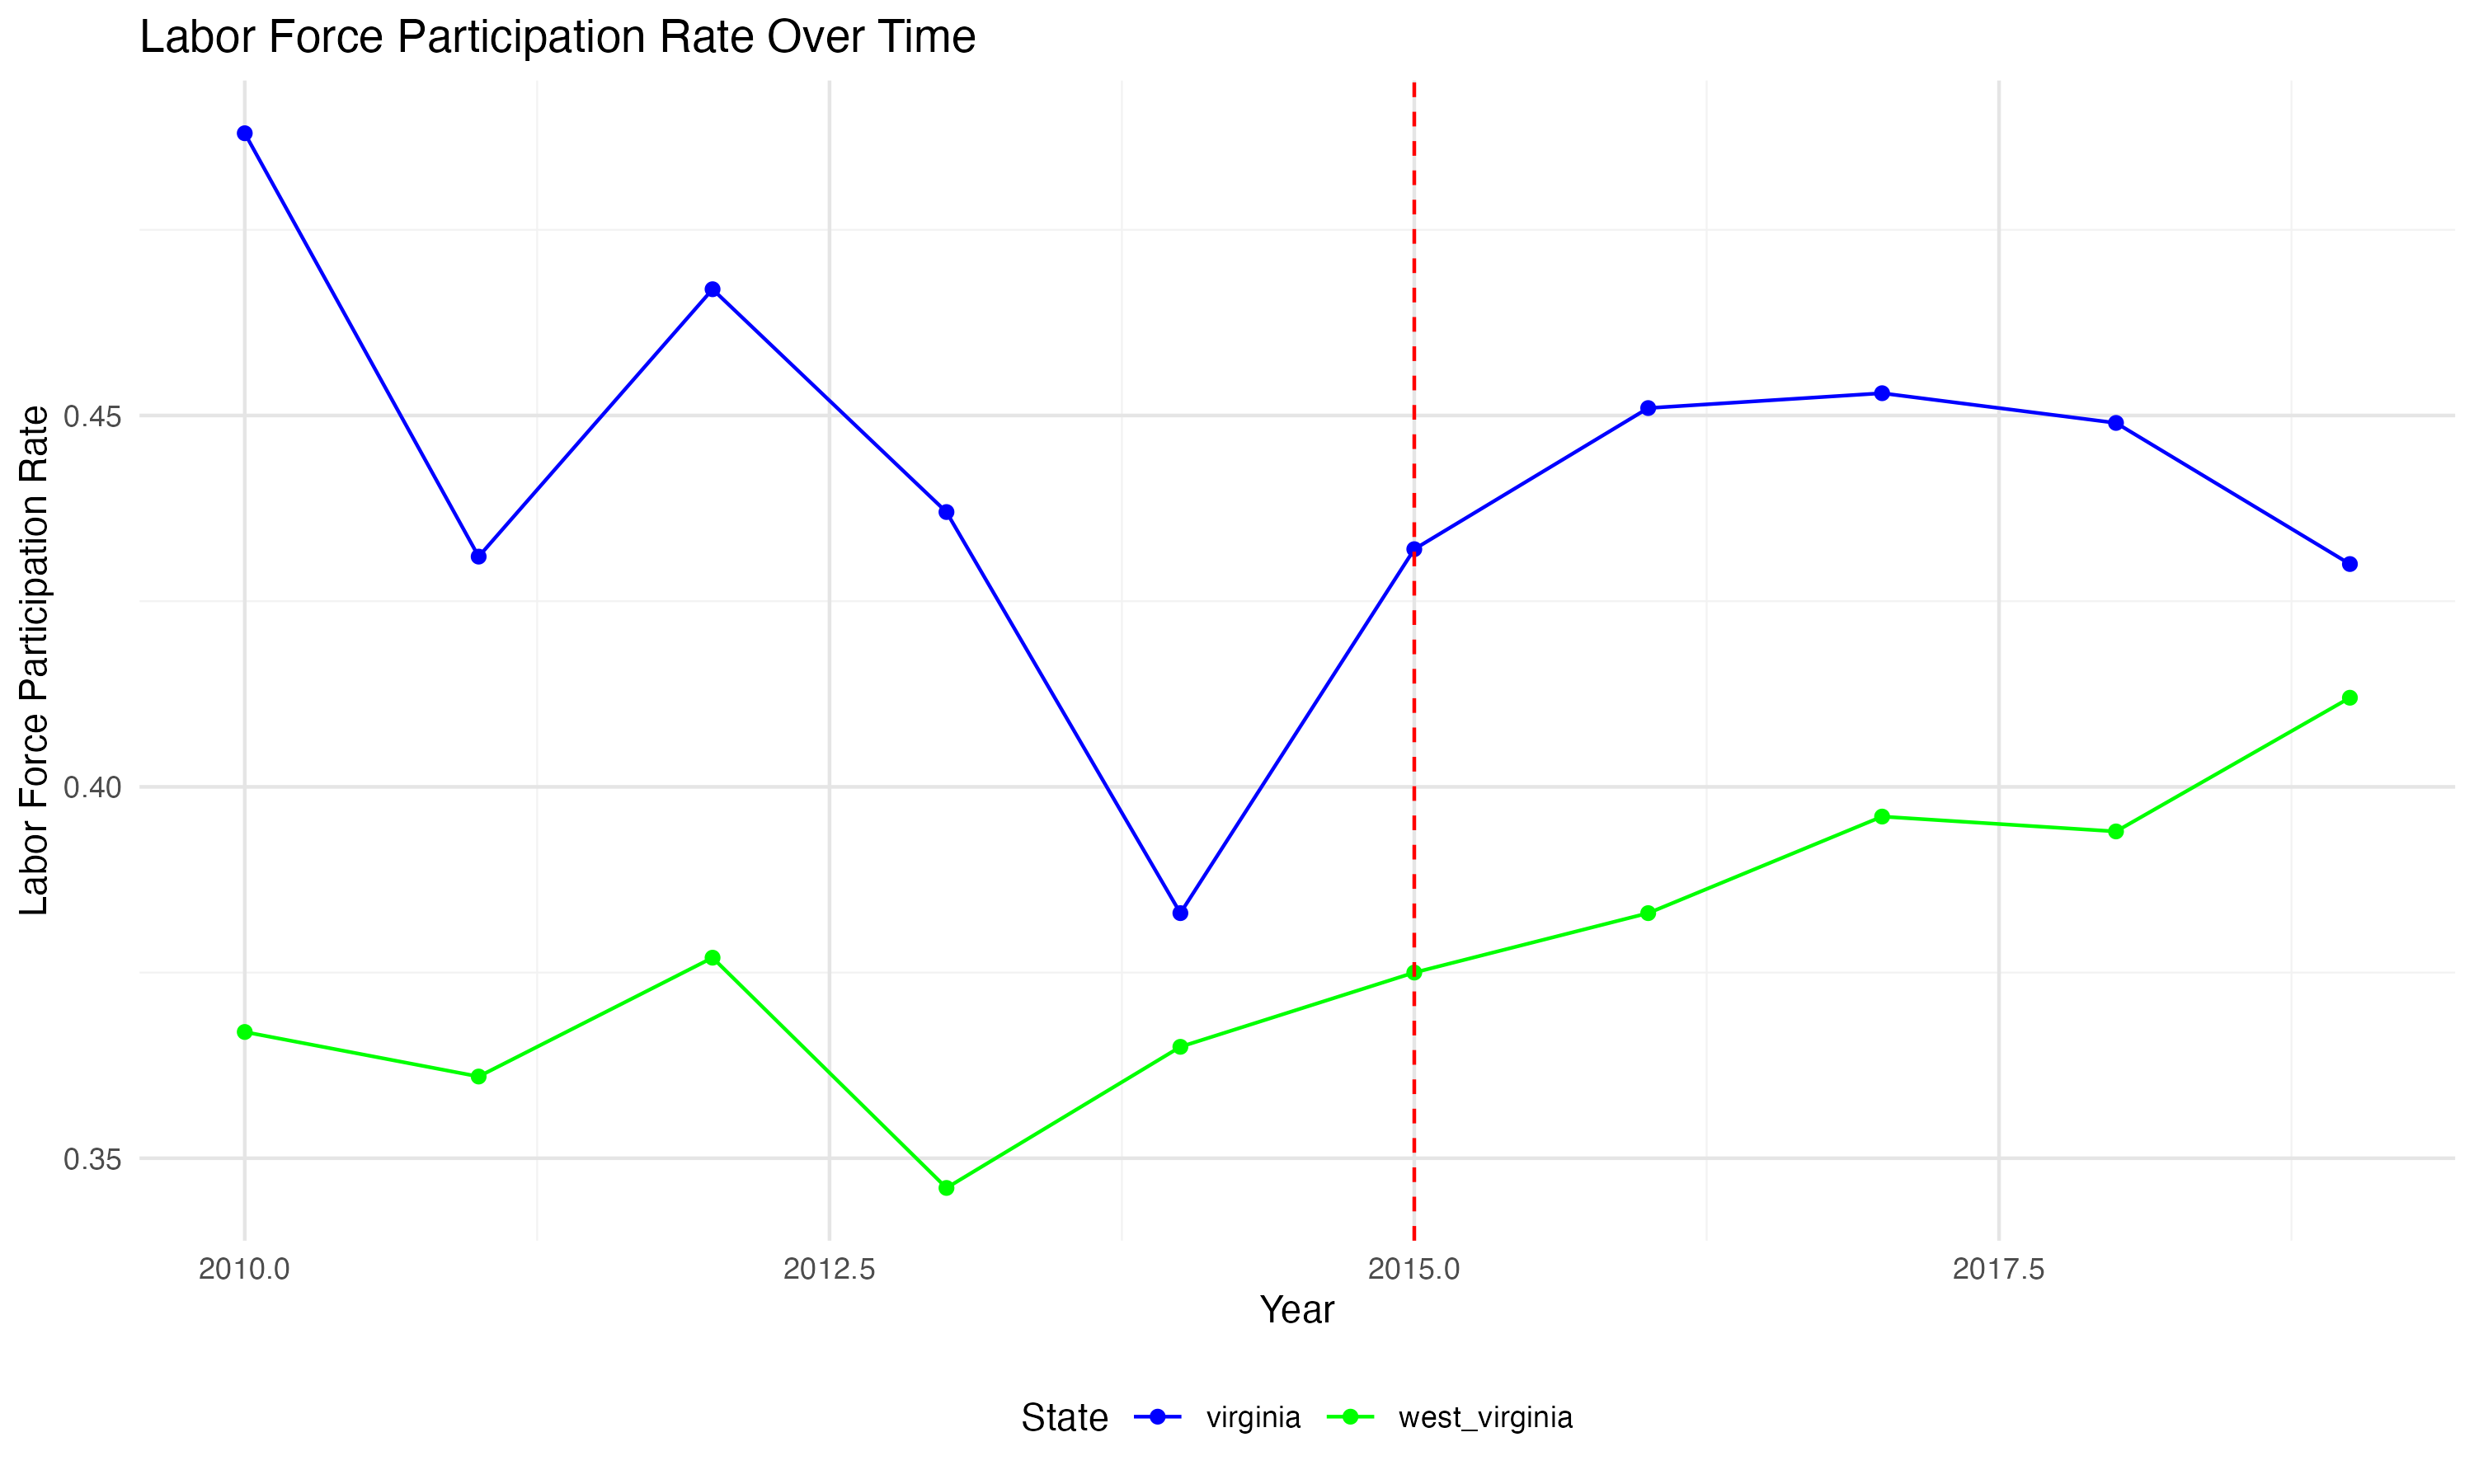 Labor Force Participation Rate Over Time
Labor Force Participation Rate
0.45
0.40
0.35
2010.0 2012.5 2015.0 2017.5
Year
State virginia west_virginia